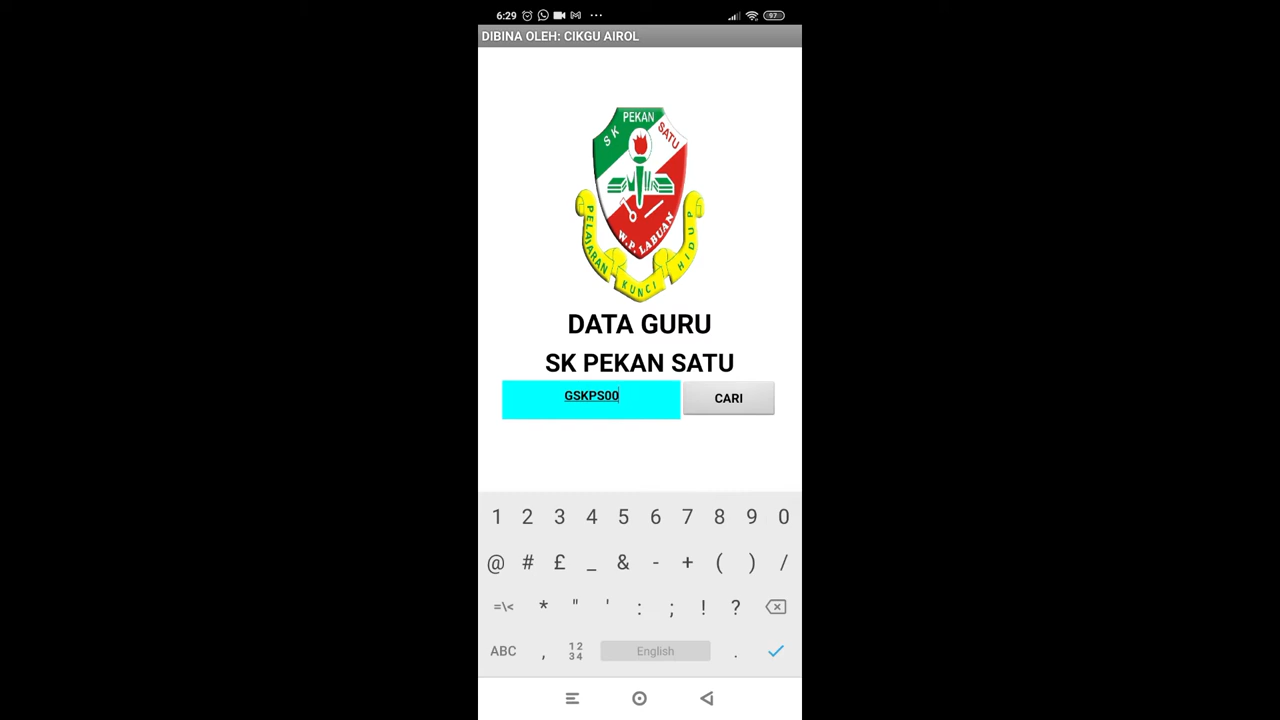 6:29 97
DIBINA OLEH: CIKGU AIROL
SK PEKAN SATU
W.P. LABUAN
PELAJARAN KUNCI HIDUP
DATA GURU
SK PEKAN SATU
GSKPS00 CARI
1 2 3 4 5 6 7 8 9 0
@ # £ _ & - + ( ) /
=\< * " ' : ; ! ?
ABC , 12 34 English .